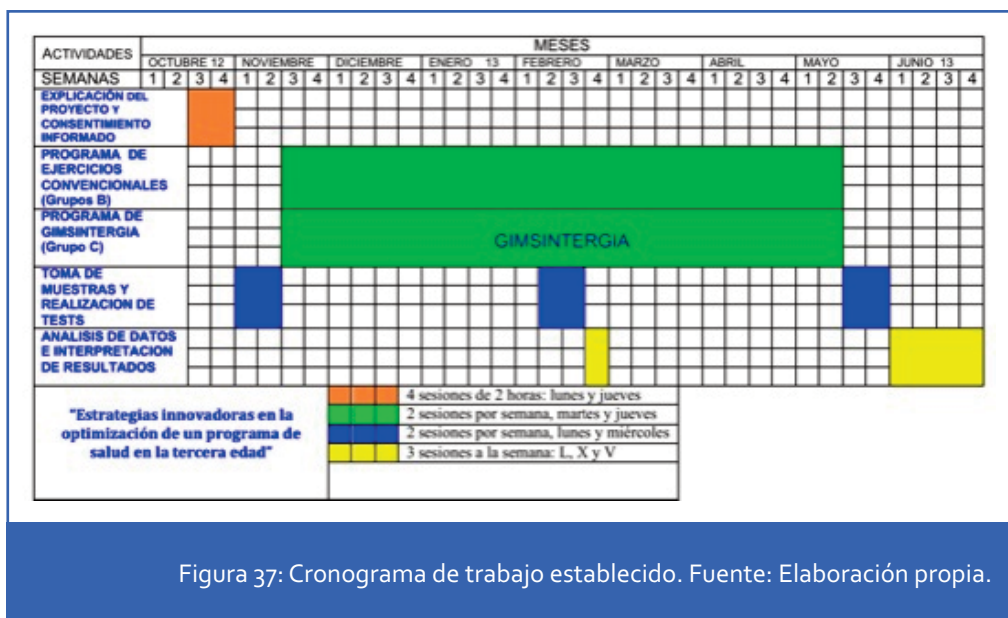 ACTIVIDADES
MESES
OCTUBRE 12 NOVIEMBRE DICIEMBRE ENERO 13 FEBRERO MARZO ABRIL MAYO JUNIO 13
SEMANAS 1 2 3 4 1 2 3 4 1 2 3 4 1 2 3 4 1 2 3 4 1 2 3 4 1 2 3 4 1 2 3 4 1 2 3 4
EXPLICACIÓN DEL
PROYECTO Y
CONSENTIMIENTO
INFORMADO
PROGRAMA DE
EJERCICIOS
CONVENCIONALES
(Grupos B)
PROGRAMA DE
GIMSINTERGIA
(Grupo C)
GIMSINTERGIA
TOMA DE
MUESTRAS Y
REALIZACION DE
TESTS
ANALISIS DE DATOS
E INTERPRETACION
DE RESULTADOS
"Estrategias innovadoras en la
optimización de un programa de
salud en la tercera edad"
4 sesiones de 2 horas: lunes y jueves
2 sesiones por semana, martes y jueves
2 sesiones por semana, lunes y miércoles
3 sesiones a la semana: L, X y V
Figura 37: Cronograma de trabajo establecido. Fuente: Elaboración propia.